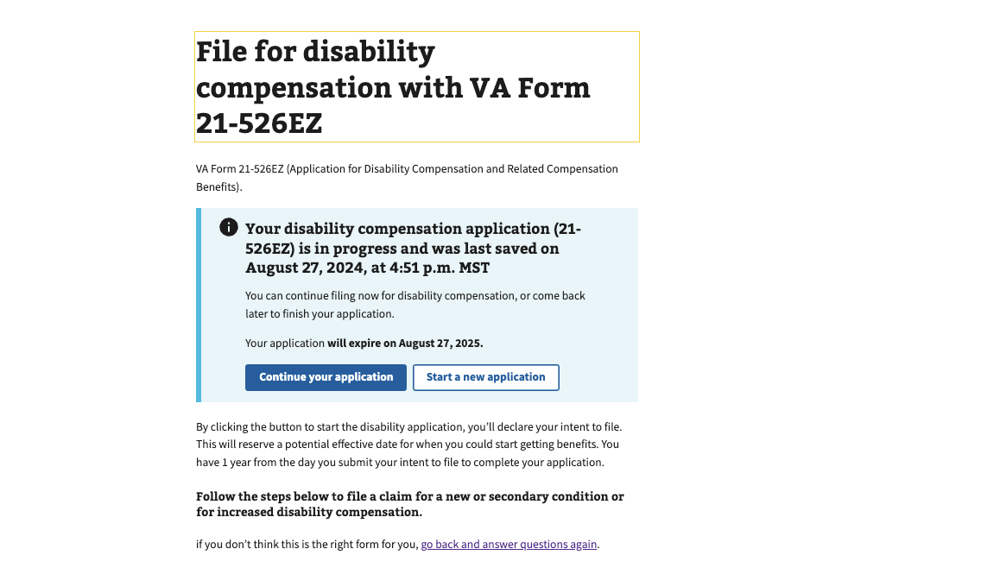 File for disability
compensation with VA Form
21-526EZ
VA Form 21-526EZ (Application for Disability Compensation and Related Compensation
Benefits).
Your disability compensation application (21-
526EZ) is in progress and was last saved on
August 27, 2024, at 4:51 p.m. MST
You can continue filing now for disability compensation, or come back
later to finish your application.
Your application will expire on August 27, 2025.
Continue your application
Start a new application
By clicking the button to start the disability application, you’ll declare your intent to file.
This will reserve a potential effective date for when you could start getting benefits. You
have 1 year from the day you submit your intent to file to complete your application.
Follow the steps below to file a claim for a new or secondary condition or
for increased disability compensation.
if you don’t think this is the right form for you, go back and answer questions again.